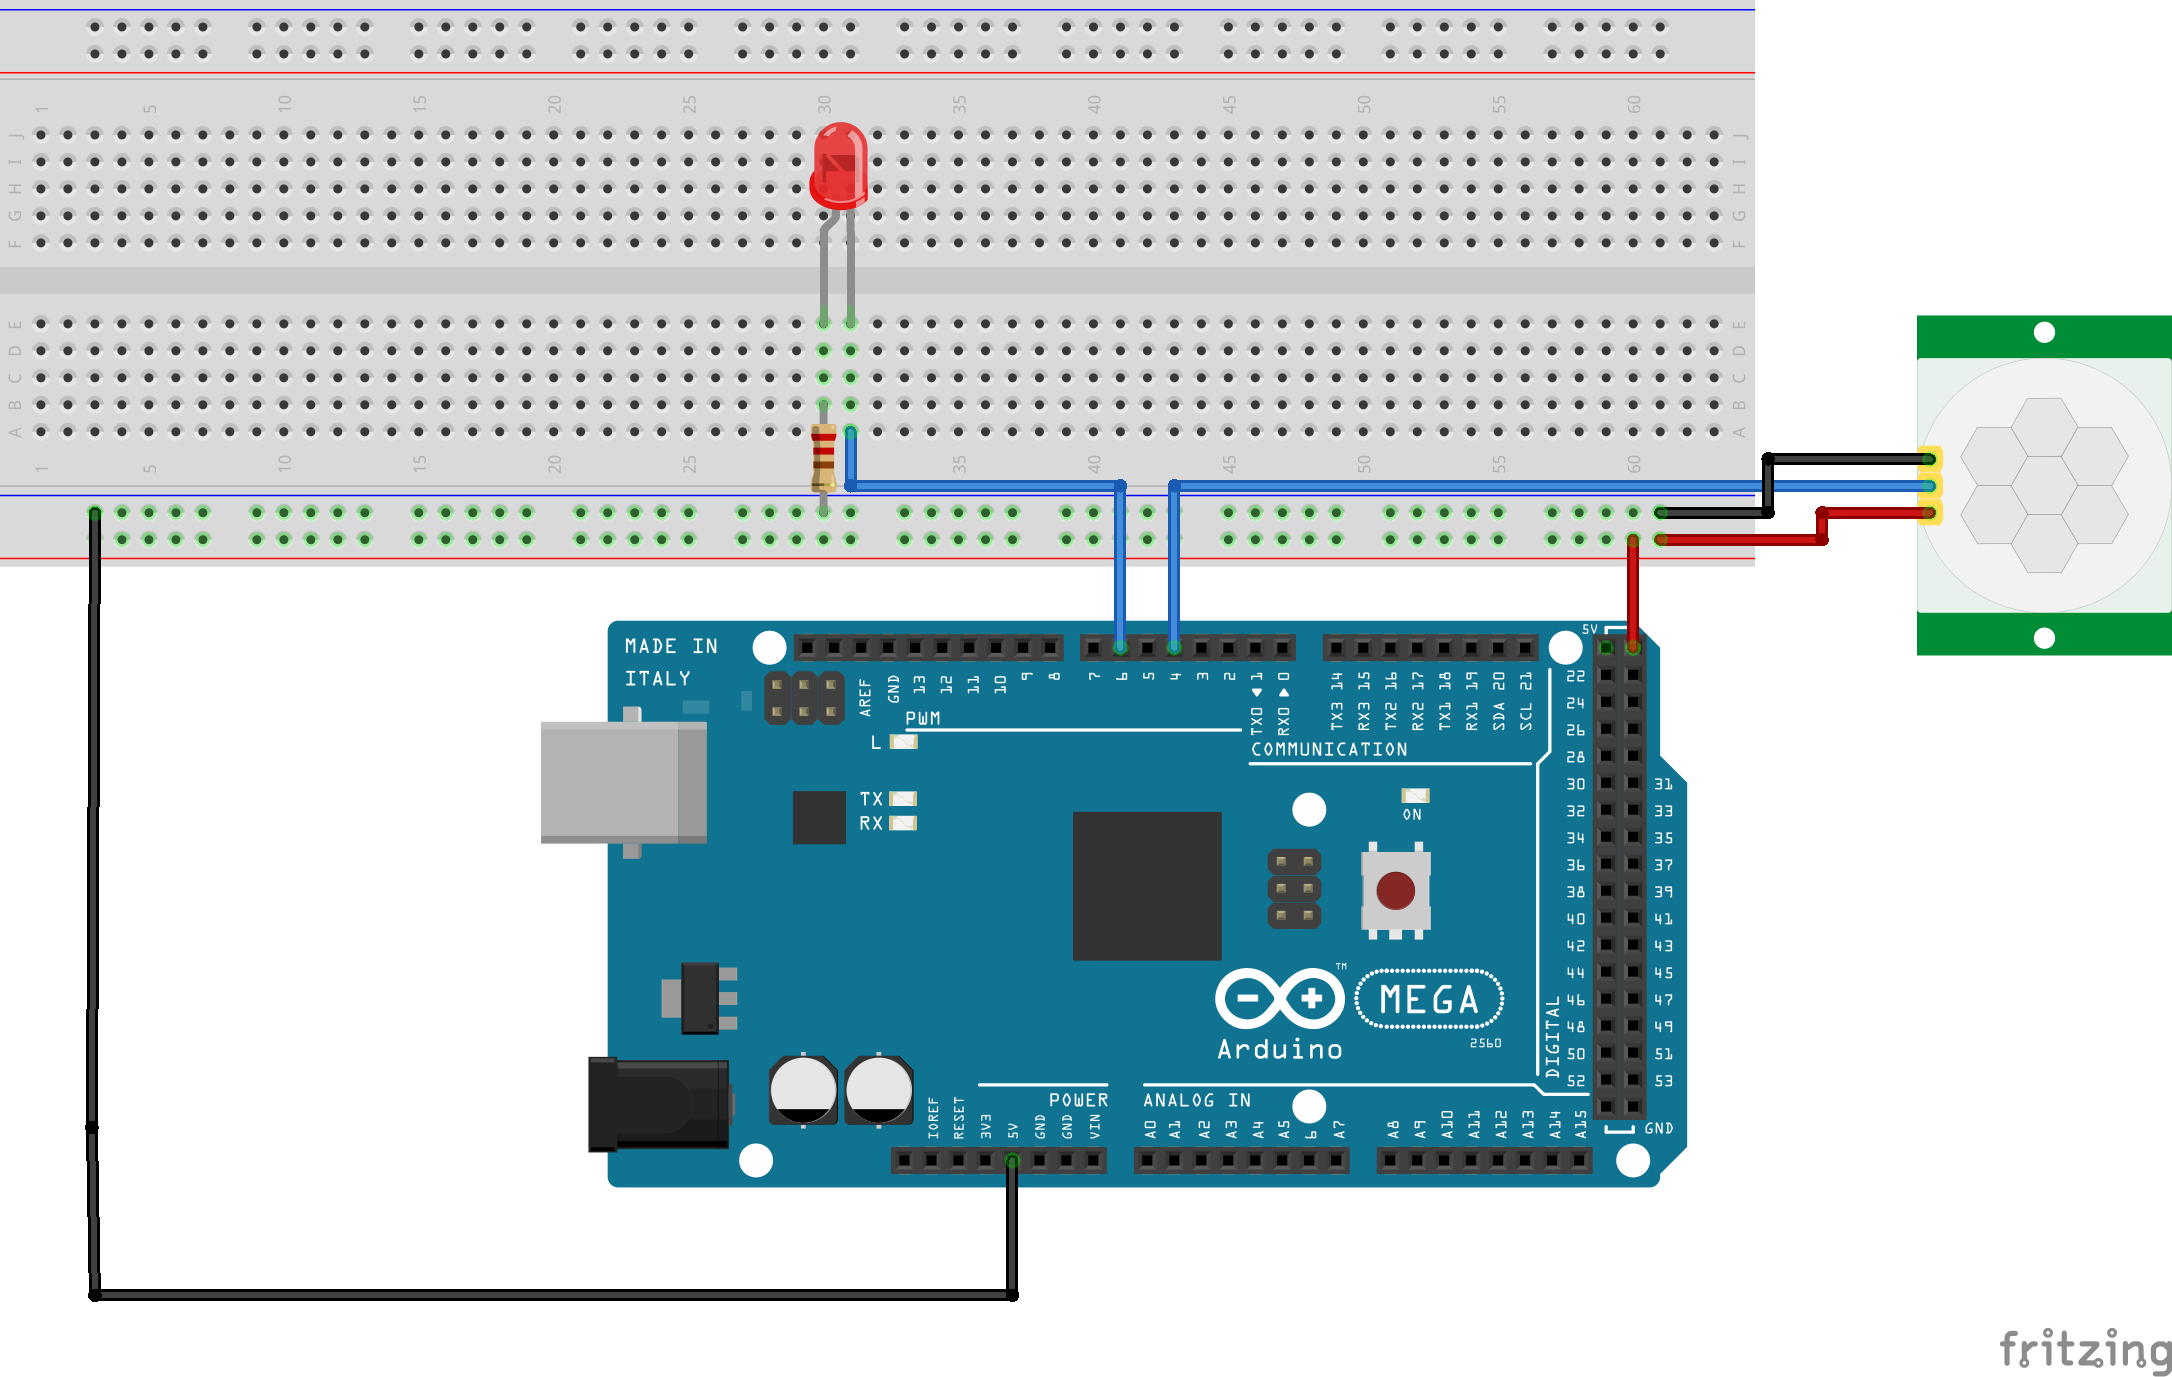 1 5 10 15 20 25 30 35 40 45 50 55 60
J J
I I
H H
G G
F F
E E
D D
C C
B B
A A
1 5 10 15 20 25 30 35 40 45 50 55 60
MADE IN
ITALY
AREF GND 13 12 11 10 9 8 7 6 5 4 3 2 TX0 1 RX0 0 TX3 14 RX3 15 TX2 16 RX2 17 TX1 18 RX1 19 SDA 20 SCL 21
5V
PWM
L
COMMUNICATION
TX
RX
ON
22
24
26
28
30 31
32 33
34 35
36 37
38 39
40 41
42 43
44 45
46 47
48 49
50 51
52 53
DIGITAL
GND
TM
MEGA
Arduino
2560
POWER
ANALOG IN
IOREF RESET 3V3 5V GND GND VIN A0 A1 A2 A3 A4 A5 6 A7 A8 A9 A10 A11 A12 A13 A14 A15
fritzing